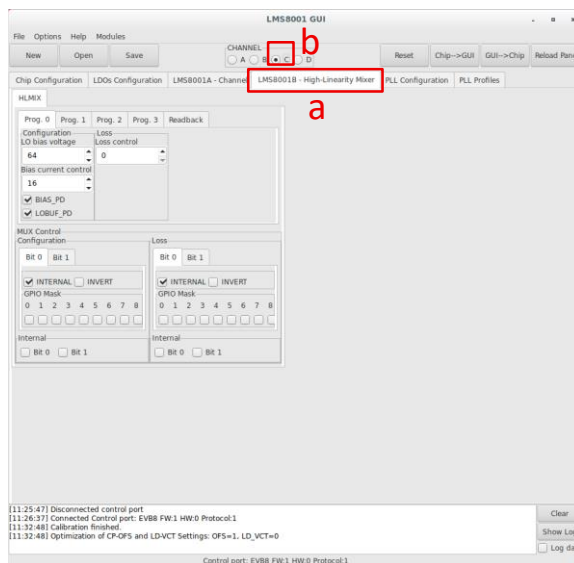 LMS8001 GUI
File Options Help Modules
b
New Open Save CHANNEL A B C D Reset Chip-->GUI GUI-->Chip Reload Pane
Chip Configuration LDOs Configuration LMS8001A - Channel LMS8001B - High-Linearity Mixer PLL Configuration PLL Profiles
a
HLMIX
Prog. 0 Prog. 1 Prog. 2 Prog. 3 Readback
Configuration Loss
LO bias voltage Loss control
64 0
Bias current control
16
BIAS_PD
LOBUF_PD
MUX Control
Configuration Loss
Bit 0 Bit 1 Bit 0 Bit 1
INTERNAL INVERT INTERNAL INVERT
GPIO Mask GPIO Mask
0 1 2 3 4 5 6 7 8 0 1 2 3 4 5 6 7 8
Internal Internal
Bit 0 Bit 1 Bit 0 Bit 1
[11:25:47] Disconnected control port
[11:26:37] Connected Control port: EVB8 FW:1 HW:0 Protocol:1
[11:32:48] Calibration finished.
[11:32:48] Optimization of CP-OFS and LD-VCT Settings: OFS=1, LD_VCT=0
Clear
Show Log
Log da
Control port: EVB8 FW:1 HW:0 Protocol:1